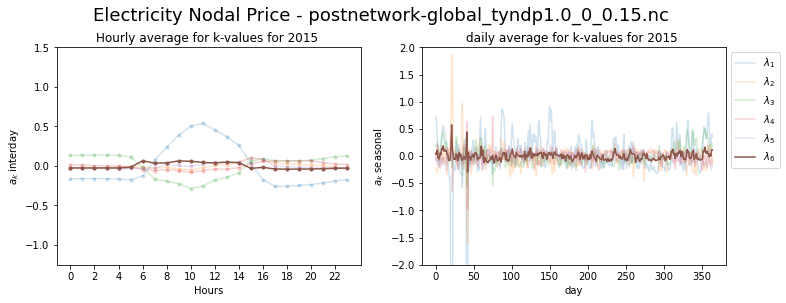 Electricity Nodal Price - postnetwork-global_tyndp1.0_0_0.15.nc
Hourly average for k-values for 2015
1.5
1.0
0.5
0.0
−0.5
−1.0
a_k interday
0 2 4 6 8 10 12 14 16 18 20 22
Hours
daily average for k-values for 2015
2.0
1.5
1.0
0.5
0.0
−0.5
−1.0
−1.5
−2.0
a_k seasonal
0 50 100 150 200 250 300 350
day
λ₁
λ₂
λ₃
λ₄
λ₅
λ₆